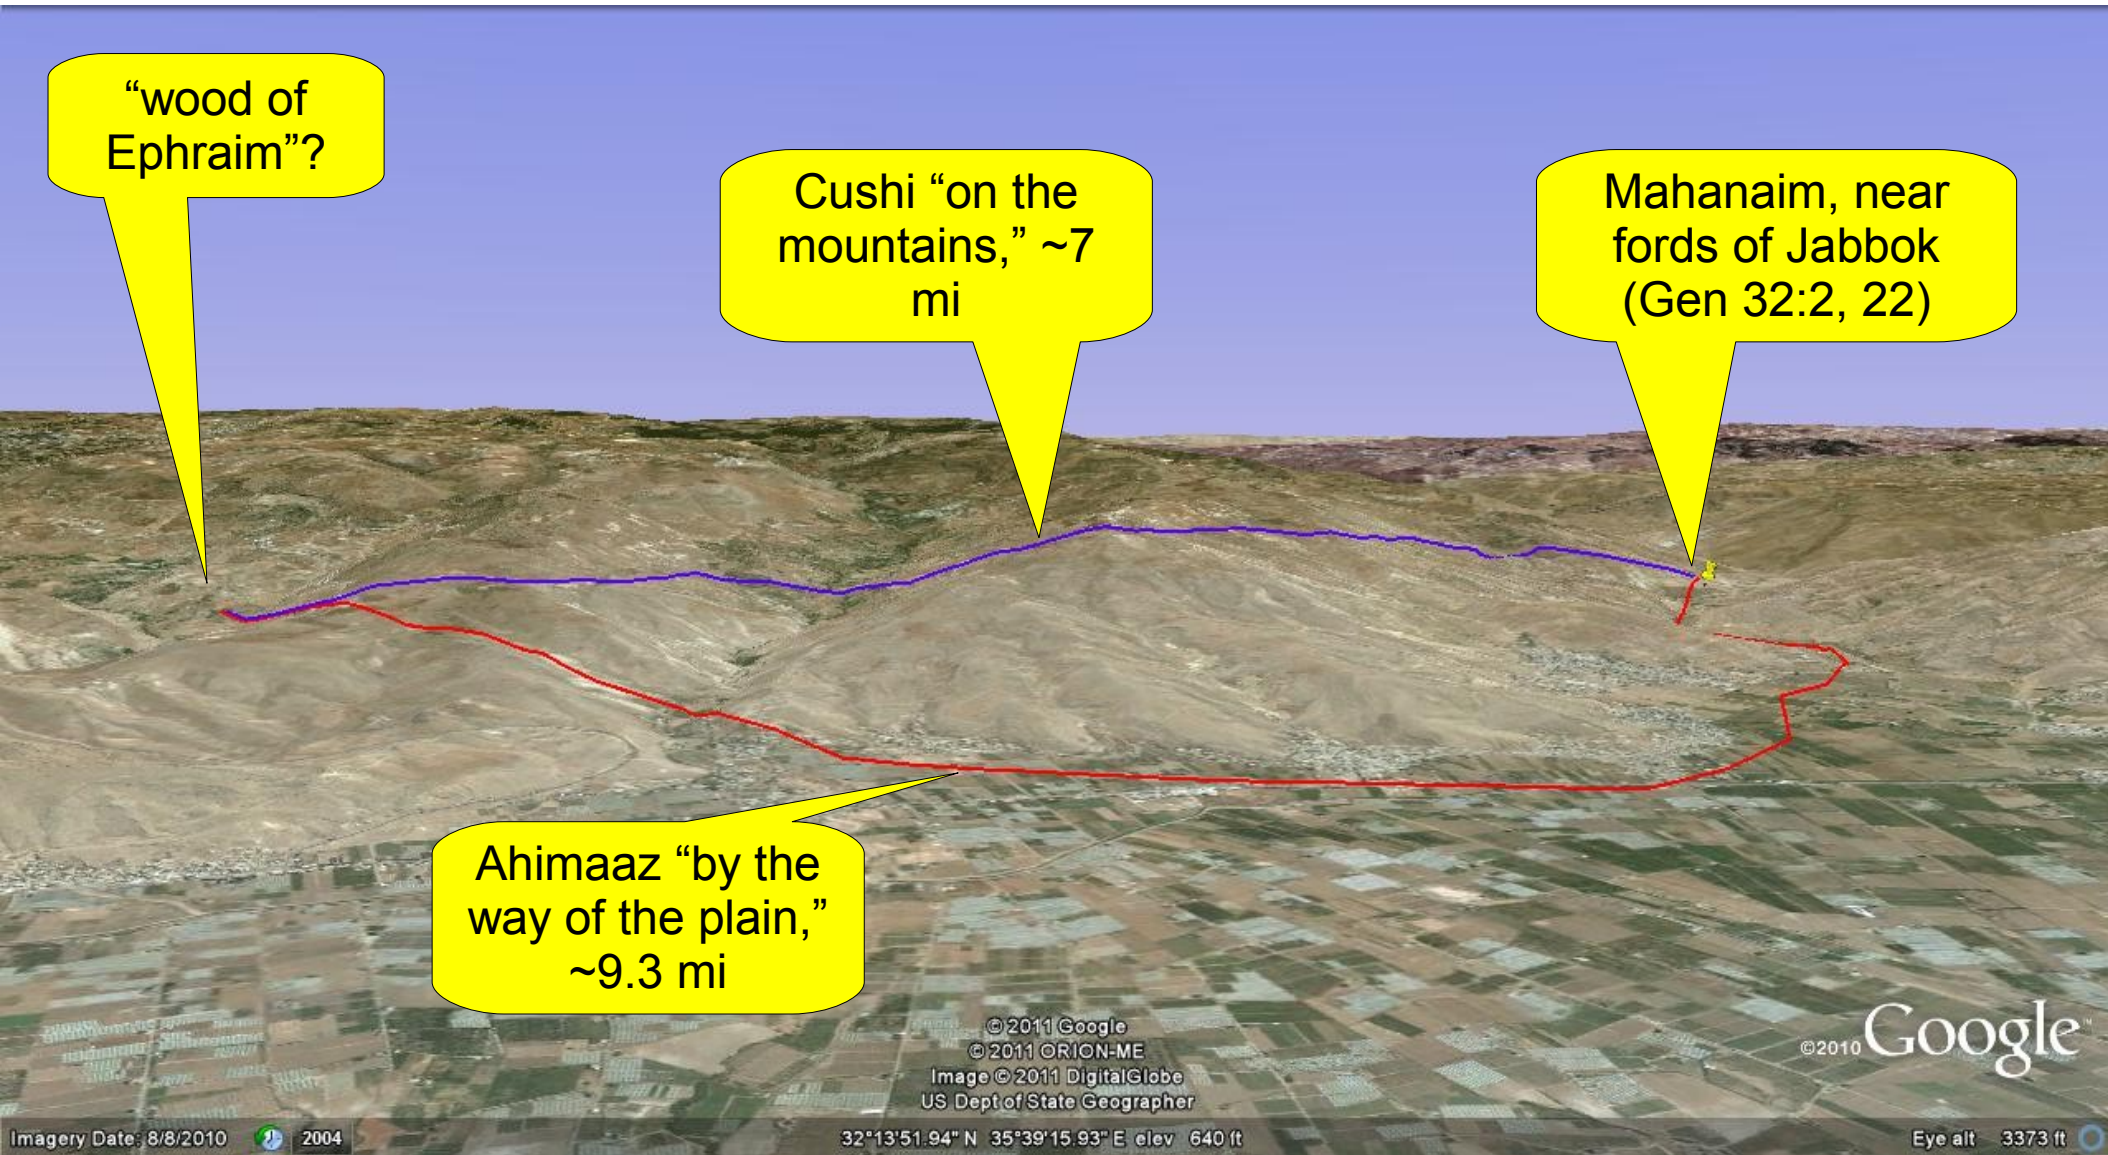 “wood of
Ephraim”?
Cushi “on the
mountains,” ~7
mi
Mahanaim, near
fords of Jabbok
(Gen 32:2, 22)
Ahimaaz “by the
way of the plain,”
~9.3 mi
© 2011 Google
© 2011 ORION-ME
Image © 2011 DigitalGlobe
US Dept of State Geographer
©2010 Google™
Imagery Date: 8/8/2010 2004
32°13'51.94" N 35°39'15.93" E elev 640 ft
Eye alt 3373 ft